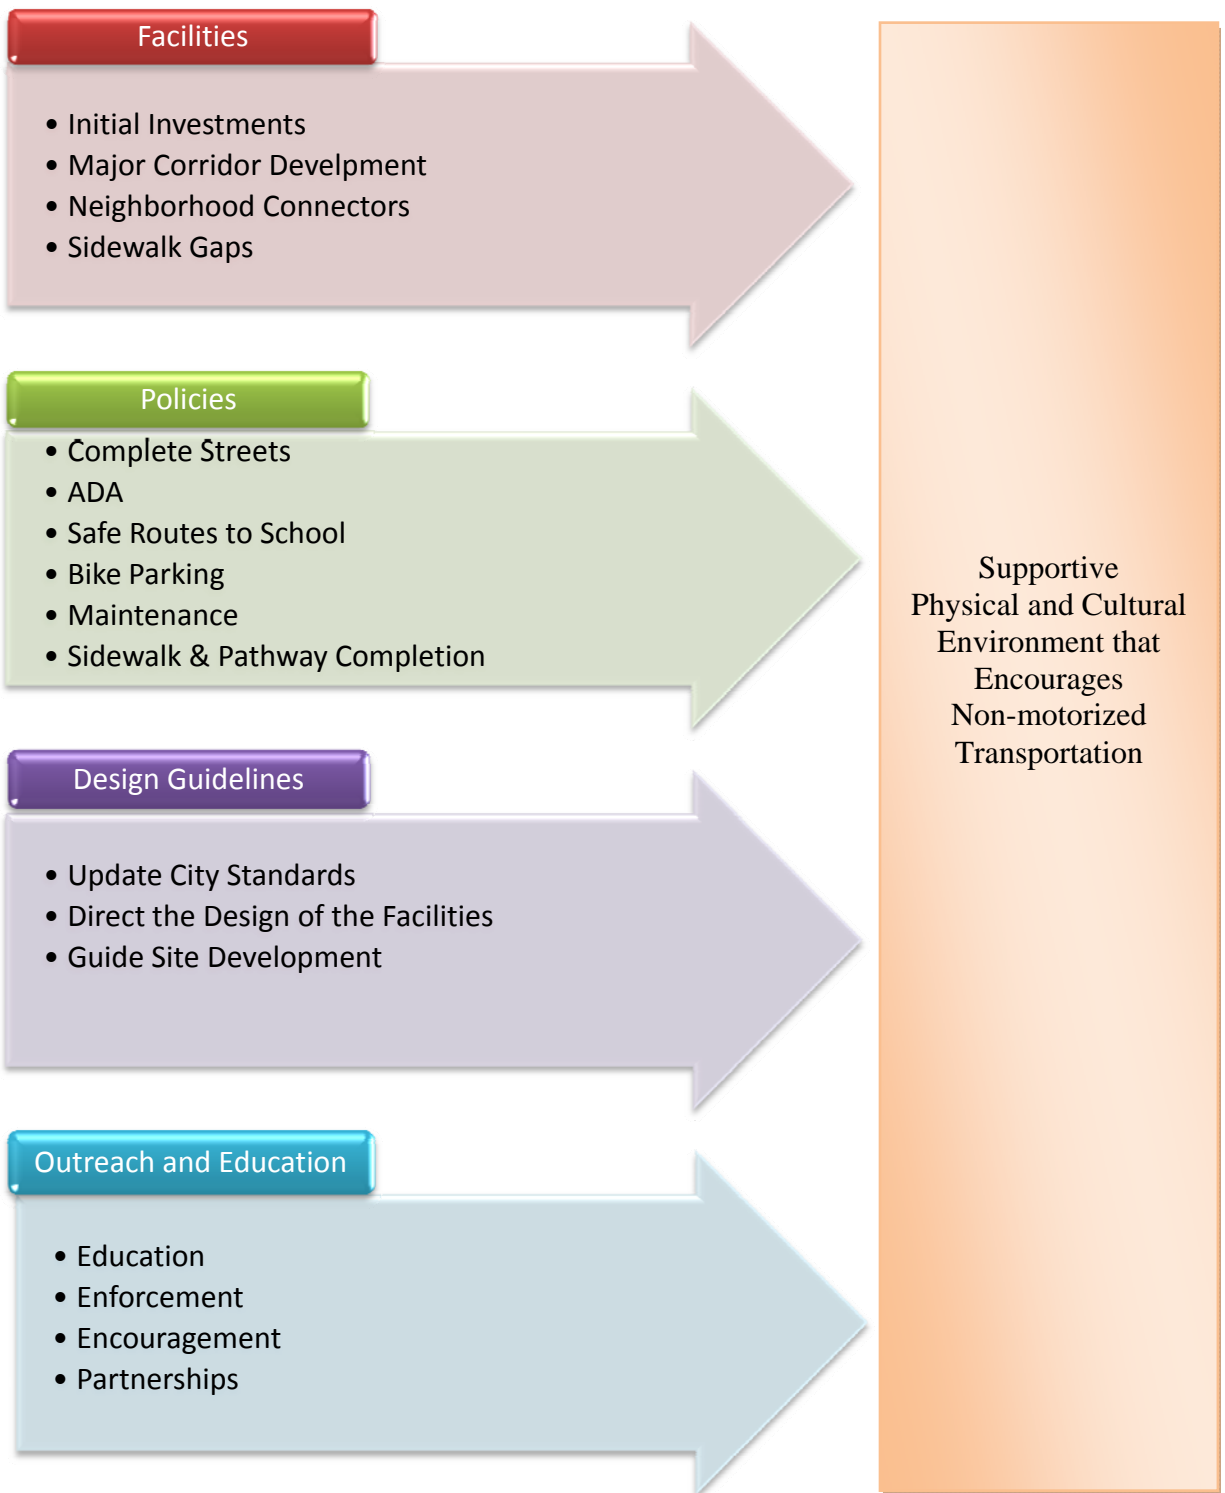 Facilities
• Initial Investments
• Major Corridor Develpment
• Neighborhood Connectors
• Sidewalk Gaps
Policies
• Complete Streets
• ADA
• Safe Routes to School
• Bike Parking
• Maintenance
• Sidewalk & Pathway Completion
Design Guidelines
• Update City Standards
• Direct the Design of the Facilities
• Guide Site Development
Outreach and Education
• Education
• Enforcement
• Encouragement
• Partnerships
Supportive
Physical and Cultural
Environment that
Encourages
Non-motorized
Transportation